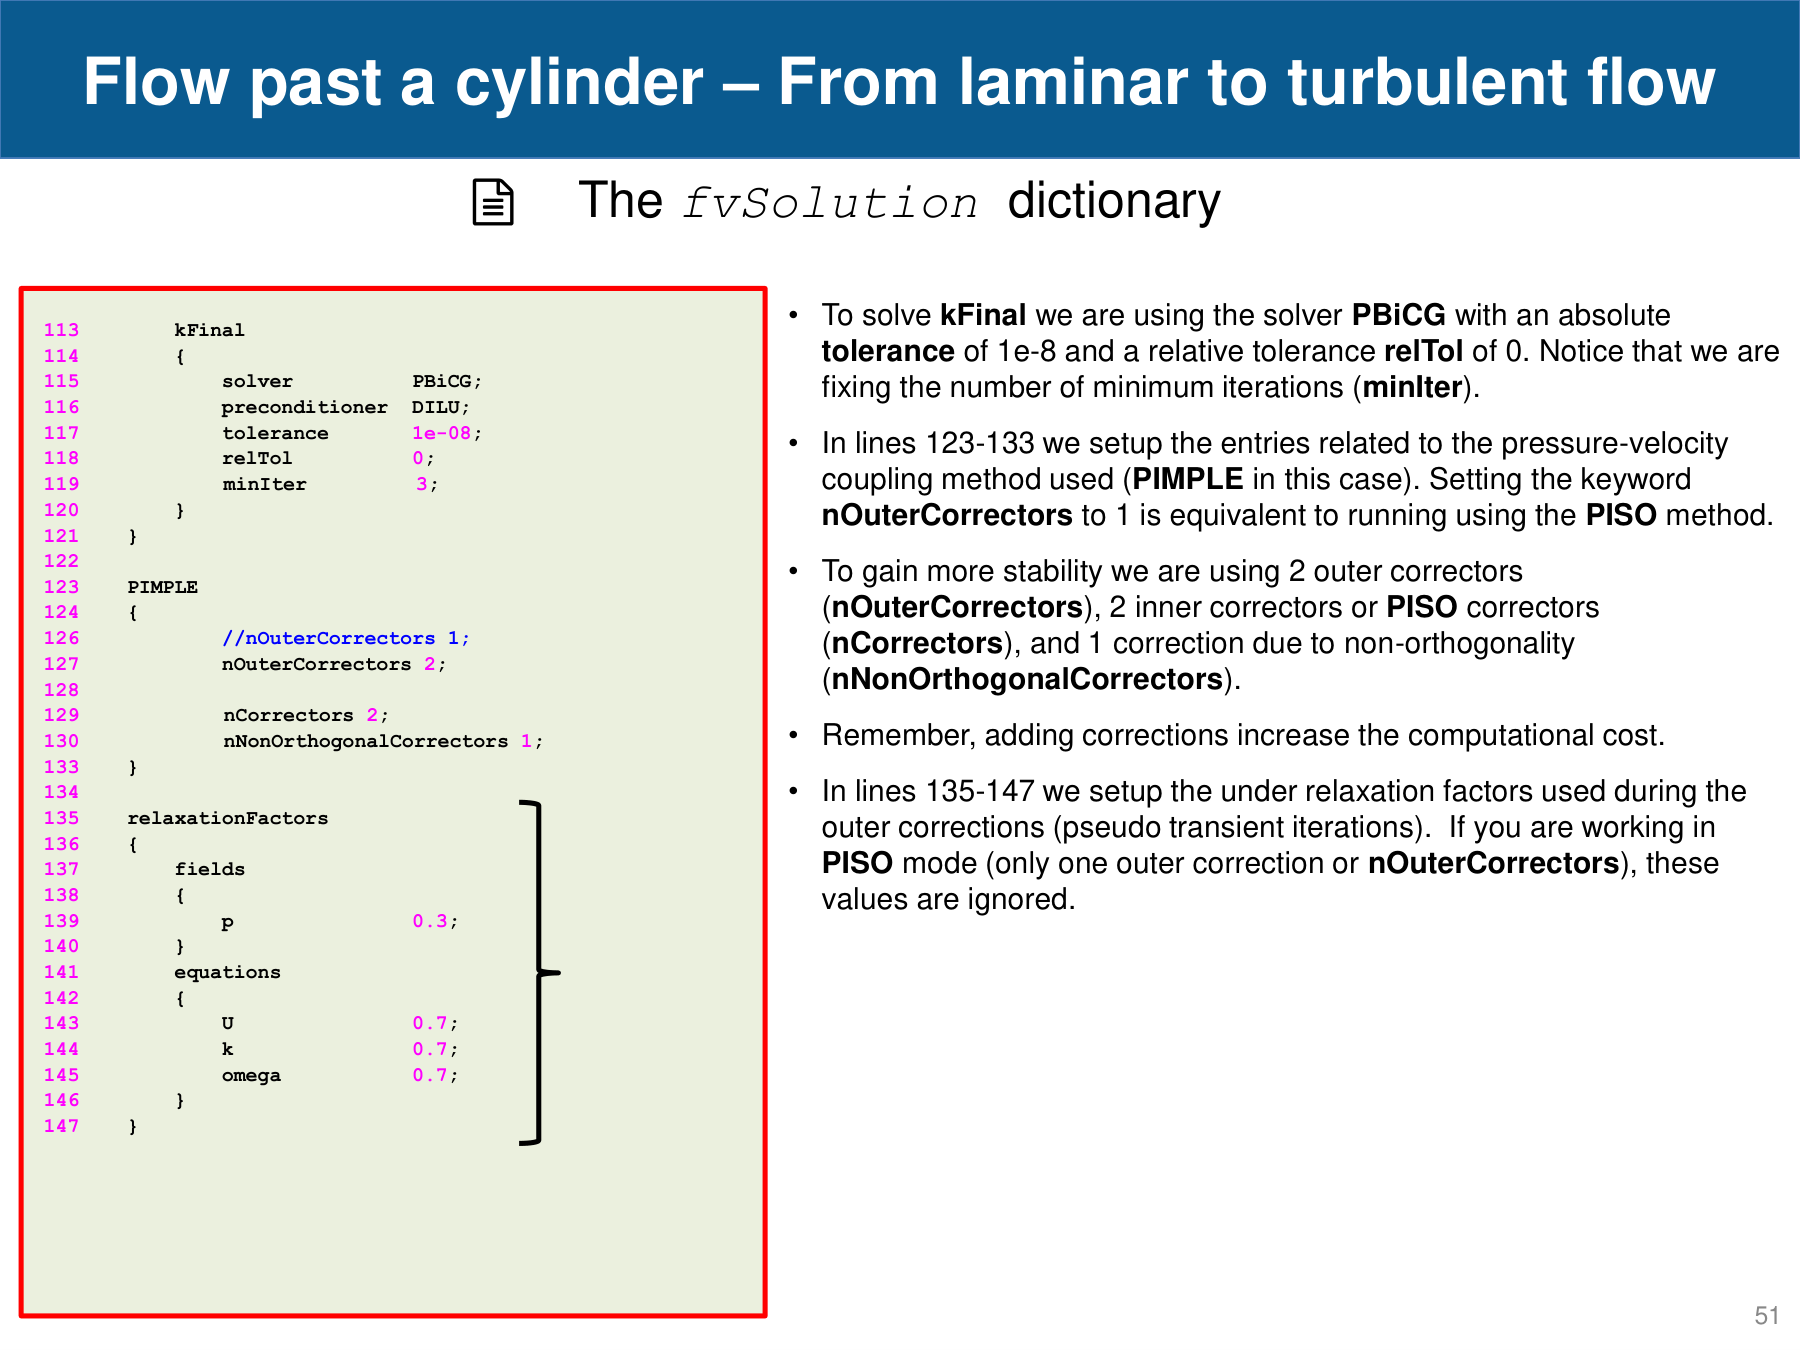 Flow past a cylinder – From laminar to turbulent flow
The fvSolution dictionary
113 kFinal
114 {
115 solver PBiCG;
116 preconditioner DILU;
117 tolerance 1e-08;
118 relTol 0;
119 minIter 3;
120 }
121 }
122
123 PIMPLE
124 {
126 //nOuterCorrectors 1;
127 nOuterCorrectors 2;
128
129 nCorrectors 2;
130 nNonOrthogonalCorrectors 1;
133 }
134
135 relaxationFactors
136 {
137 fields
138 {
139 p 0.3;
140 }
141 equations
142 {
143 U 0.7;
144 k 0.7;
145 omega 0.7;
146 }
147 }
• To solve kFinal we are using the solver PBiCG with an absolute
tolerance of 1e-8 and a relative tolerance relTol of 0. Notice that we are
fixing the number of minimum iterations (minIter).
• In lines 123-133 we setup the entries related to the pressure-velocity
coupling method used (PIMPLE in this case). Setting the keyword
nOuterCorrectors to 1 is equivalent to running using the PISO method.
• To gain more stability we are using 2 outer correctors
(nOuterCorrectors), 2 inner correctors or PISO correctors
(nCorrectors), and 1 correction due to non-orthogonality
(nNonOrthogonalCorrectors).
• Remember, adding corrections increase the computational cost.
• In lines 135-147 we setup the under relaxation factors used during the
outer corrections (pseudo transient iterations).  If you are working in
PISO mode (only one outer correction or nOuterCorrectors), these
values are ignored.
51